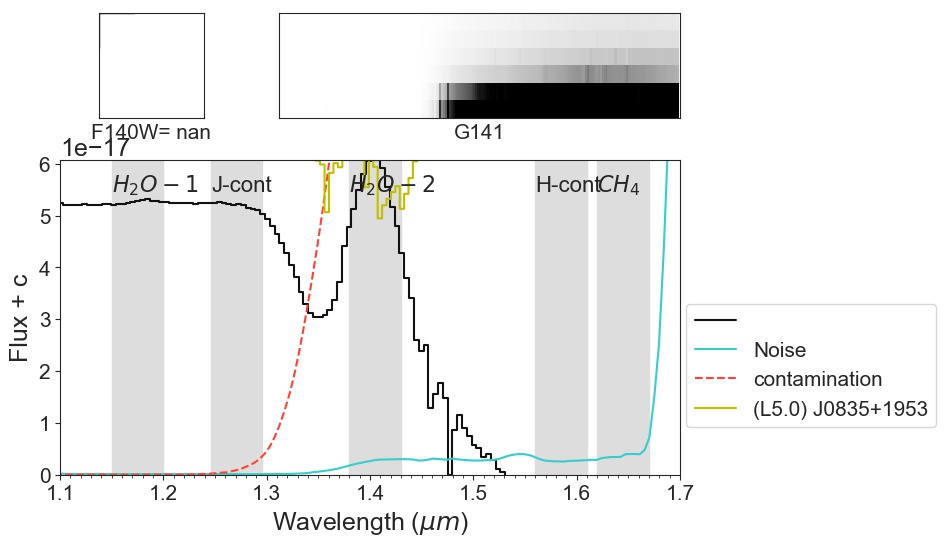 F140W= nan
G141
1e−17
H₂O − 1
J-cont
H₂O − 2
H-cont
CH₄
6
5
4
3
2
1
0
Flux + c
1.1
1.2
1.3
1.4
1.5
1.6
1.7
Wavelength (μm)
Noise
contamination
(L5.0) J0835+1953